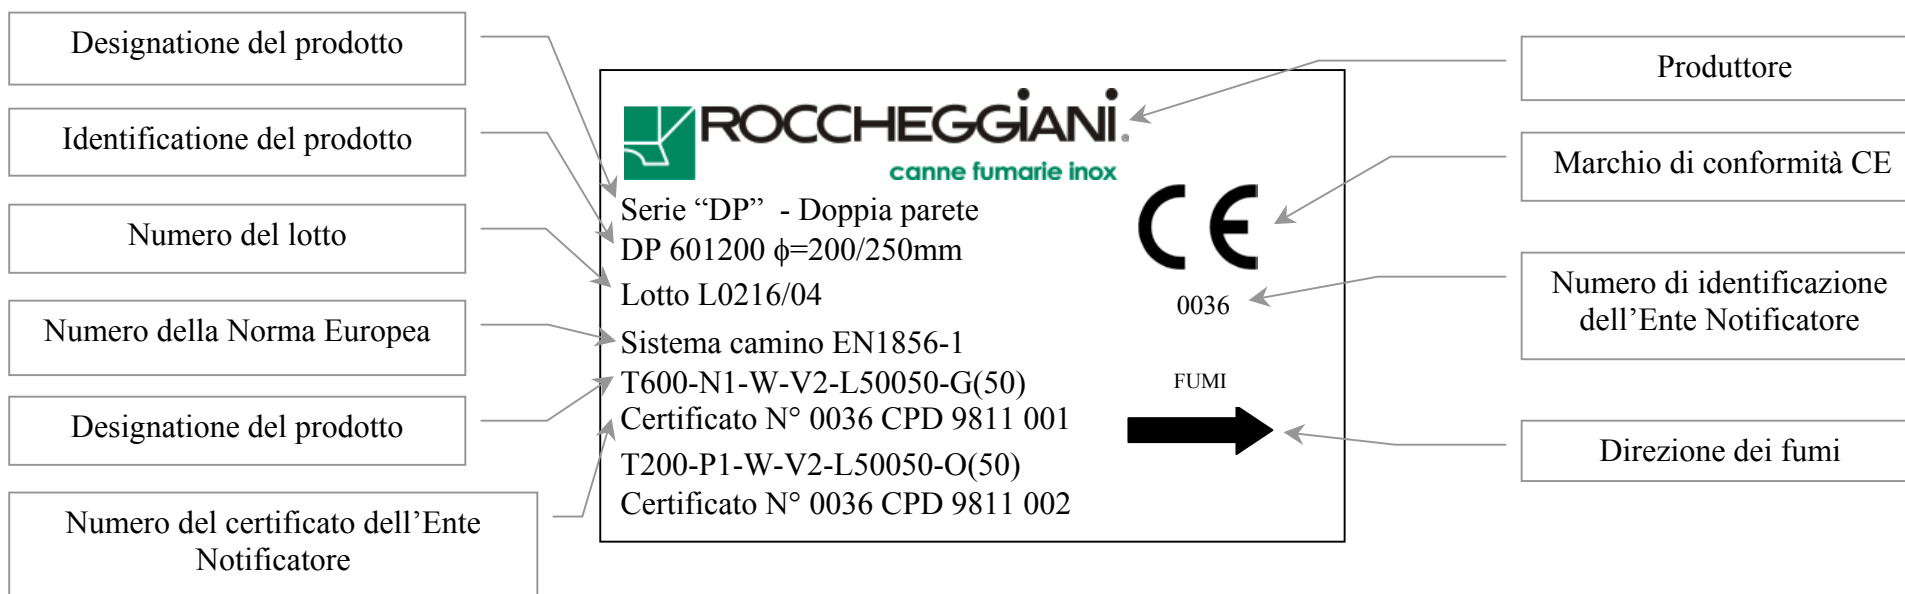 Designatione del prodotto
Identificatione del prodotto
Numero del lotto
Numero della Norma Europea
Designatione del prodotto
Numero del certificato dell’Ente
Notificatore
ROCCHEGGiANi®
canne fumarie inox
Serie “DP” - Doppia parete
DP 601200 ϕ=200/250mm
Lotto L0216/04
Sistema camino EN1856-1
T600-N1-W-V2-L50050-G(50)
Certificato N° 0036 CPD 9811 001
T200-P1-W-V2-L50050-O(50)
Certificato N° 0036 CPD 9811 002
CE
0036
FUMI
Produttore
Marchio di conformità CE
Numero di identificazione
dell’Ente Notificatore
Direzione dei fumi